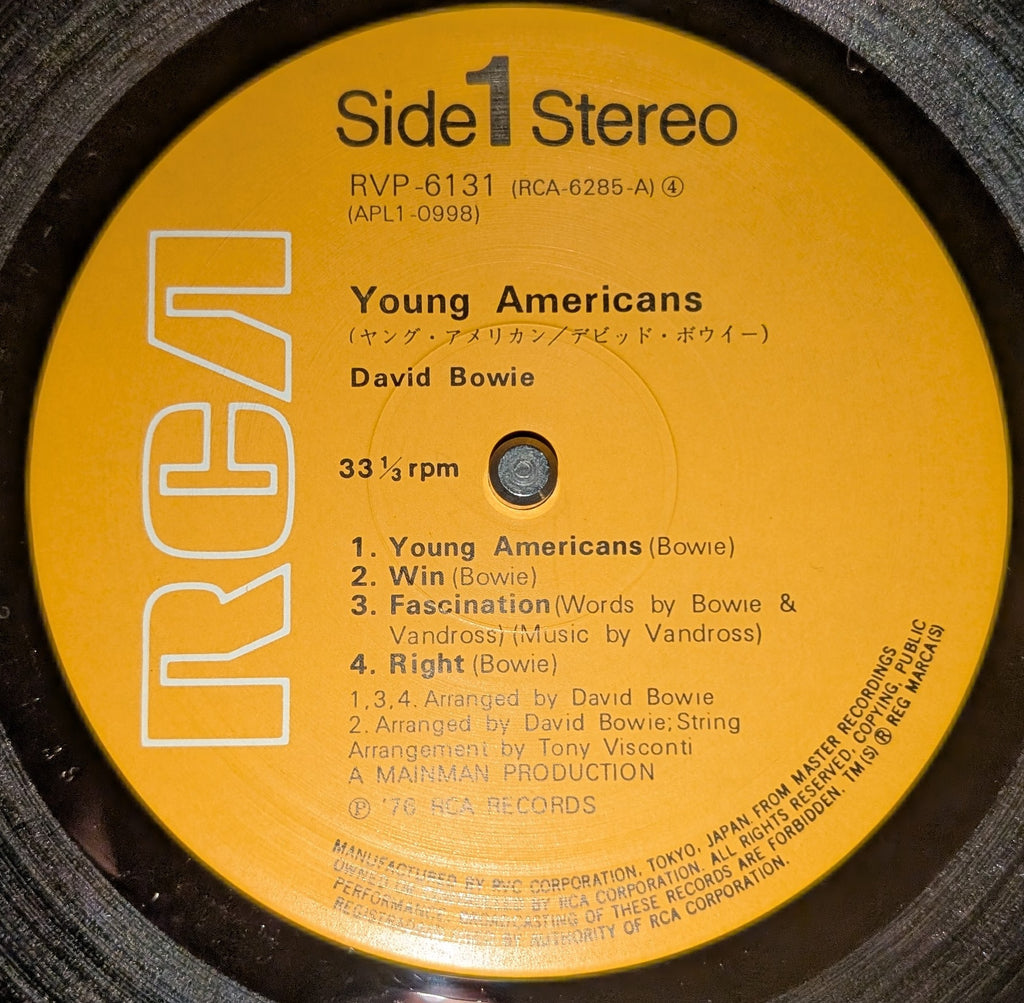 Side 1 Stereo
RVP-6131 (RCA-6285-A) ④
(APL1-0998)
RCA
Young Americans
(ヤング・アメリカン/デビッド・ボウイー)
David Bowie
33 ⅓ rpm
1. Young Americans (Bowie)
2. Win (Bowie)
3. Fascination (Words by Bowie &
Vandross) (Music by Vandross)
4. Right (Bowie)
1,3,4. Arranged by David Bowie
2. Arranged by David Bowie; String
Arrangement by Tony Visconti
A MAINMAN PRODUCTION
Ⓟ '76 RCA RECORDS
MANUFACTURED BY RVC CORPORATION, TOKYO, JAPAN. FROM MASTER RECORDINGS
OWNED BY RCA CORPORATION. ALL RIGHTS RESERVED, COPYING, PUBLIC
PERFORMANCE, BROADCASTING OF THESE RECORDS ARE FORBIDDEN. TM(S) ® REG MARCA(S)
BY AUTHORITY OF RCA CORPORATION.